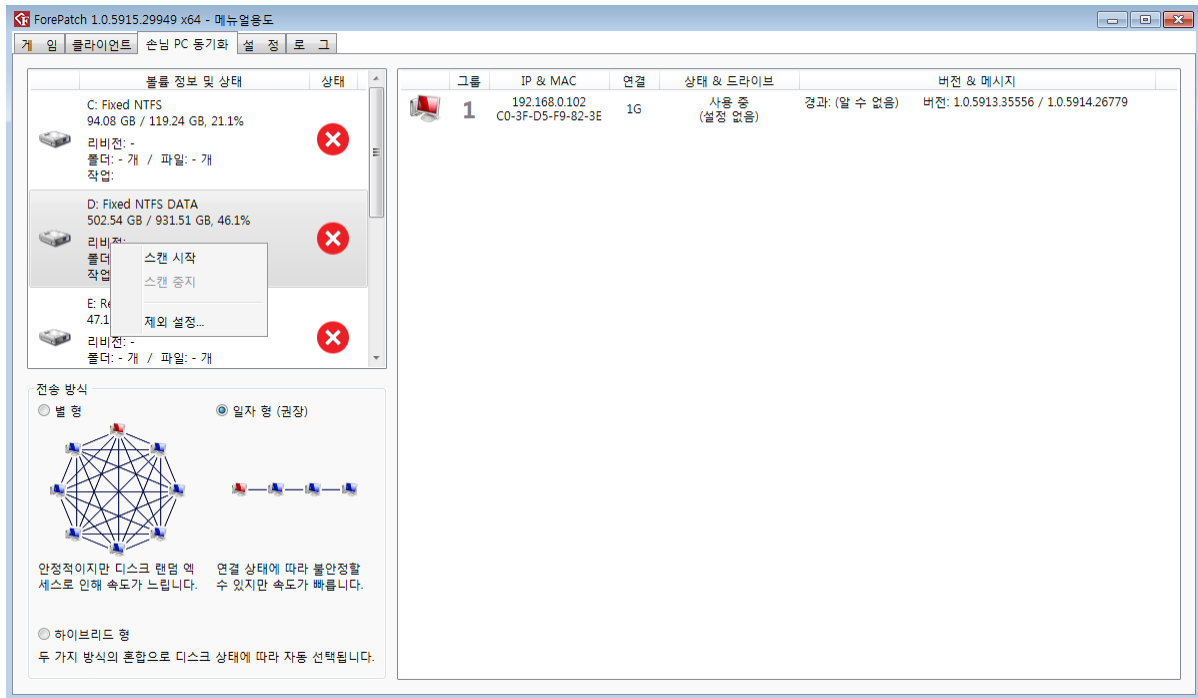 ForePatch 1.0.5915.29949 x64 - 메뉴얼용도
게 임 클라이언트 손님 PC 동기화 설 정 로 그
볼륨 정보 및 상태 상태
C: Fixed NTFS
94.08 GB / 119.24 GB, 21.1%
리비전: -
폴더: - 개 / 파일: - 개
작업:
D: Fixed NTFS DATA
502.54 GB / 931.51 GB, 46.1%
리비전:
폴더
작업
스캔 시작
스캔 중지
제외 설정...
E: Re
47.1
리비전: -
폴더: - 개 / 파일: - 개
전송 방식
별 형
일자 형 (권장)
안정적이지만 디스크 랜덤 엑
세스로 인해 속도가 느립니다.
연결 상태에 따라 불안정할
수 있지만 속도가 빠릅니다.
하이브리드 형
두 가지 방식의 혼합으로 디스크 상태에 따라 자동 선택됩니다.
그룹 IP & MAC 연결 상태 & 드라이브 버전 & 메시지
1
192.168.0.102
C0-3F-D5-F9-82-3E
1G
사용 중
(설정 없음)
경과: (알 수 없음) 버전: 1.0.5913.35556 / 1.0.5914.26779